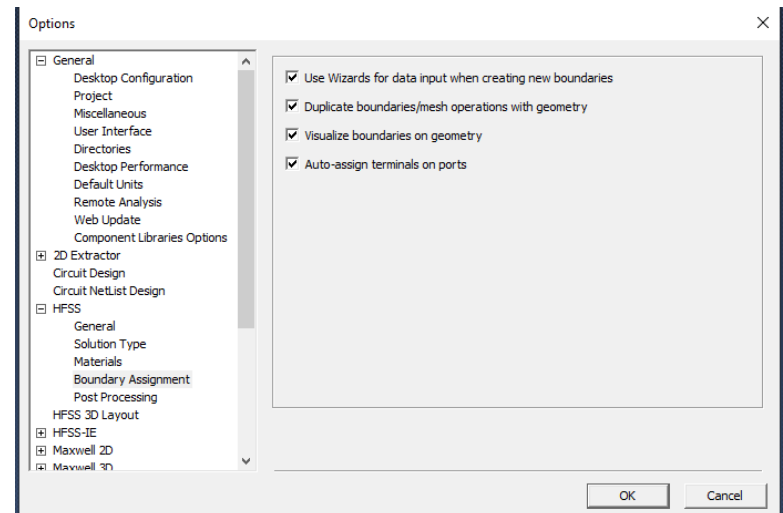 Options
General
Desktop Configuration
Project
Miscellaneous
User Interface
Directories
Desktop Performance
Default Units
Remote Analysis
Web Update
Component Libraries Options
2D Extractor
Circuit Design
Circuit NetList Design
HFSS
General
Solution Type
Materials
Boundary Assignment
Post Processing
HFSS 3D Layout
HFSS-IE
Maxwell 2D
Maxwell 3D
Use Wizards for data input when creating new boundaries
Duplicate boundaries/mesh operations with geometry
Visualize boundaries on geometry
Auto-assign terminals on ports
OK
Cancel